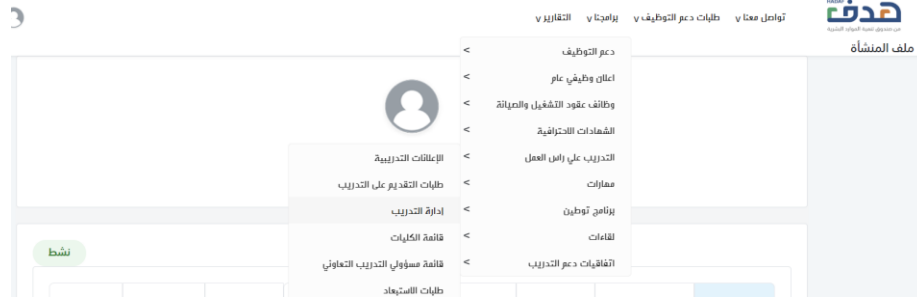 HADAF
هدف
من صندوق تنمية الموارد البشرية
تواصل معنا v طلبات دعم التوظيف v برامجنا v التقارير v
ملف المنشأة
دعم التوظيف <
اعلان وظيفي عام <
وظائف عقود التشغيل والصيانة <
الشهادات الاحترافية <
التدريب علي راس العمل <
مهارات <
برنامج توطين <
لقاءات <
اتفاقيات دعم التدريب <
الإعلانات التدريبية
طلبات التقديم على التدريب
إدارة التدريب
قائمة الكليات
قائمة مسؤولي التدريب التعاوني
طلبات الاستبعاد
نشط